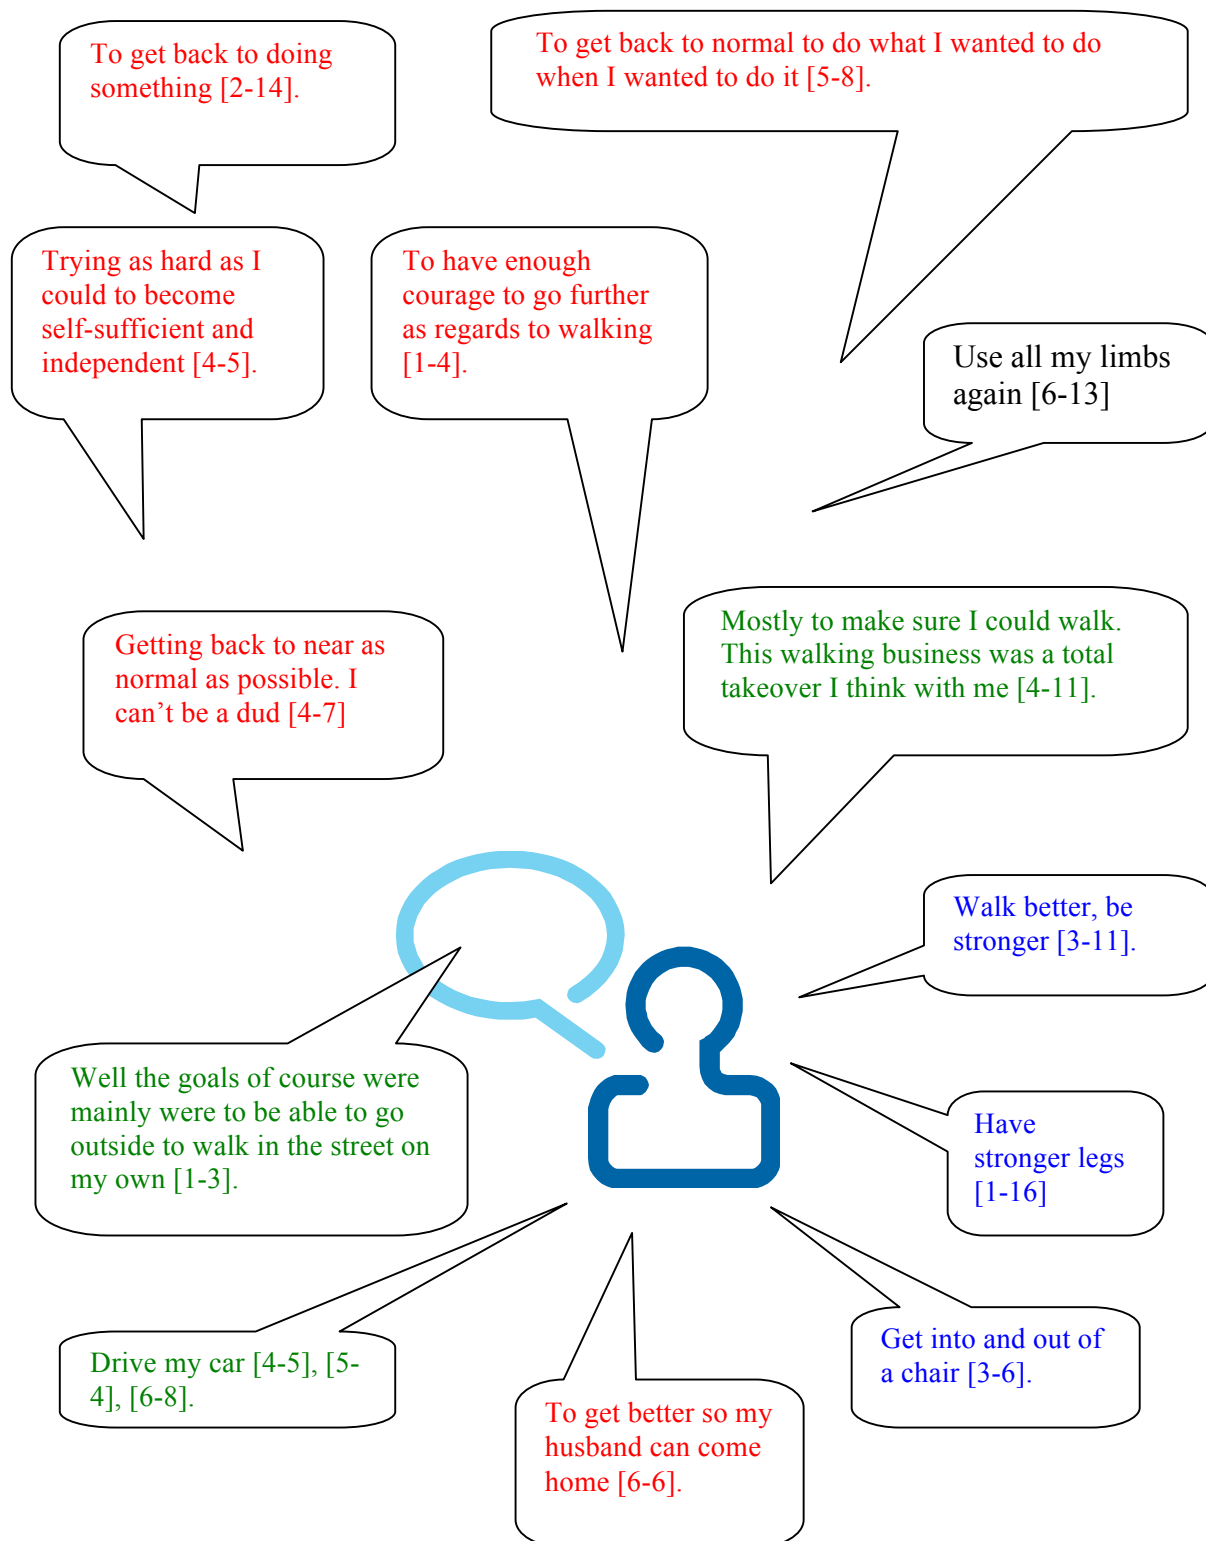 To get back to doing
something [2-14].
To get back to normal to do what I wanted to do
when I wanted to do it [5-8].
Trying as hard as I
could to become
self-sufficient and
independent [4-5].
To have enough
courage to go further
as regards to walking
[1-4].
Use all my limbs
again [6-13]
Getting back to near as
normal as possible. I
can’t be a dud [4-7]
Mostly to make sure I could walk.
This walking business was a total
takeover I think with me [4-11].
Walk better, be
stronger [3-11].
Well the goals of course were
mainly were to be able to go
outside to walk in the street on
my own [1-3].
Have
stronger legs
[1-16]
Drive my car [4-5], [5-
4], [6-8].
To get better so my
husband can come
home [6-6].
Get into and out of
a chair [3-6].